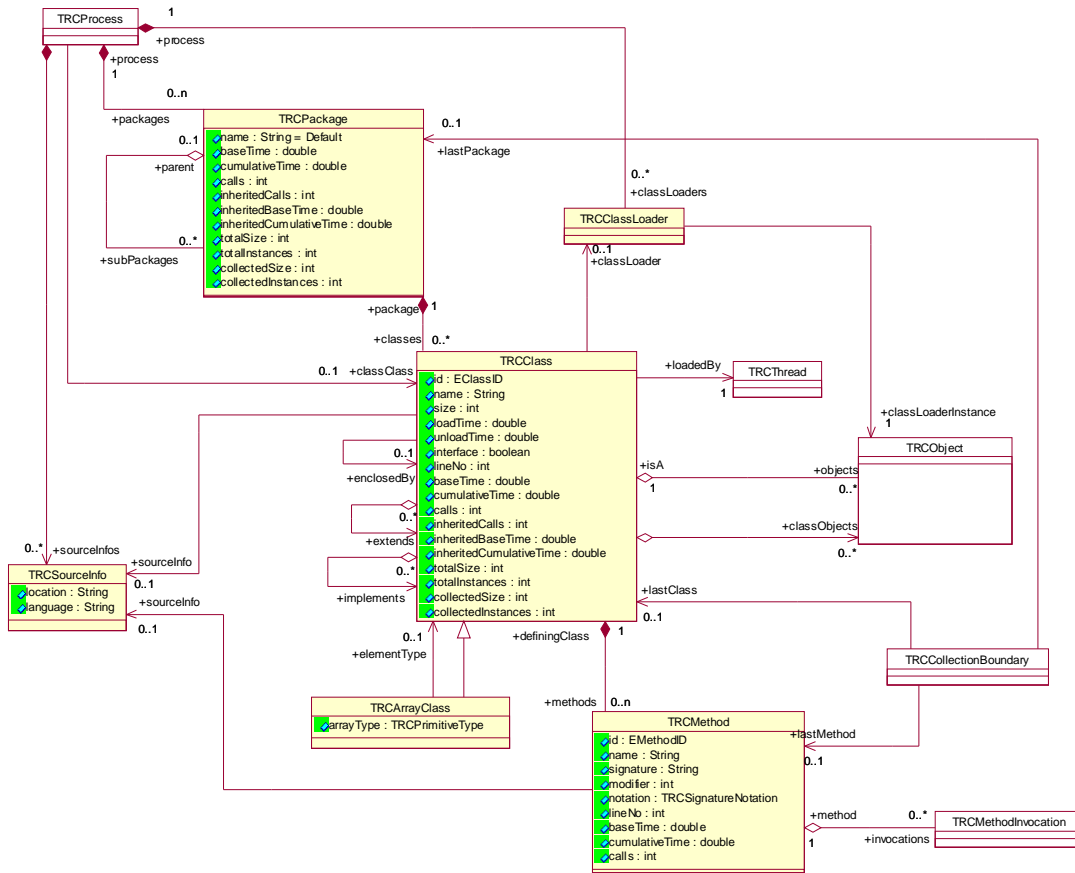 TRCProcess
1
+process
+process
1
0..n
+packages
TRCPackage
name : String = Default
baseTime : double
cumulativeTime : double
calls : int
inheritedCalls : int
inheritedBaseTime : double
inheritedCumulativeTime : double
totalSize : int
totalInstances : int
collectedSize : int
collectedInstances : int
0..1
+parent
0..*
+subPackages
0..1
+lastPackage
0..*
+classLoaders
TRCClassLoader
0..1
+classLoader
+package
1
+classes
0..*
TRCClass
id : EClassID
name : String
size : int
loadTime : double
unloadTime : double
interface : boolean
lineNo : int
baseTime : double
cumulativeTime : double
calls : int
inheritedCalls : int
inheritedBaseTime : double
inheritedCumulativeTime : double
totalSize : int
totalInstances : int
collectedSize : int
collectedInstances : int
0..1
+classClass
+loadedBy
1
TRCThread
+classLoaderInstance
1
TRCObject
0..1
+enclosedBy
0..*
+extends
0..*
+implements
+isA
1
+objects
0..*
+classObjects
0..*
0..*
+sourceInfos
+sourceInfo
0..1
TRCSourceInfo
location : String
language : String
+sourceInfo
0..1
+lastClass
0..1
+definingClass
1
0..1
+elementType
TRCCollectionBoundary
TRCArrayClass
arrayType : TRCPrimitiveType
+methods
0..n
TRCMethod
id : EMethodID
name : String
signature : String
modifier : int
notation : TRCSignatureNotation
lineNo : int
baseTime : double
cumulativeTime : double
calls : int
+lastMethod
0..1
+method
1
0..*
+invocations
TRCMethodInvocation